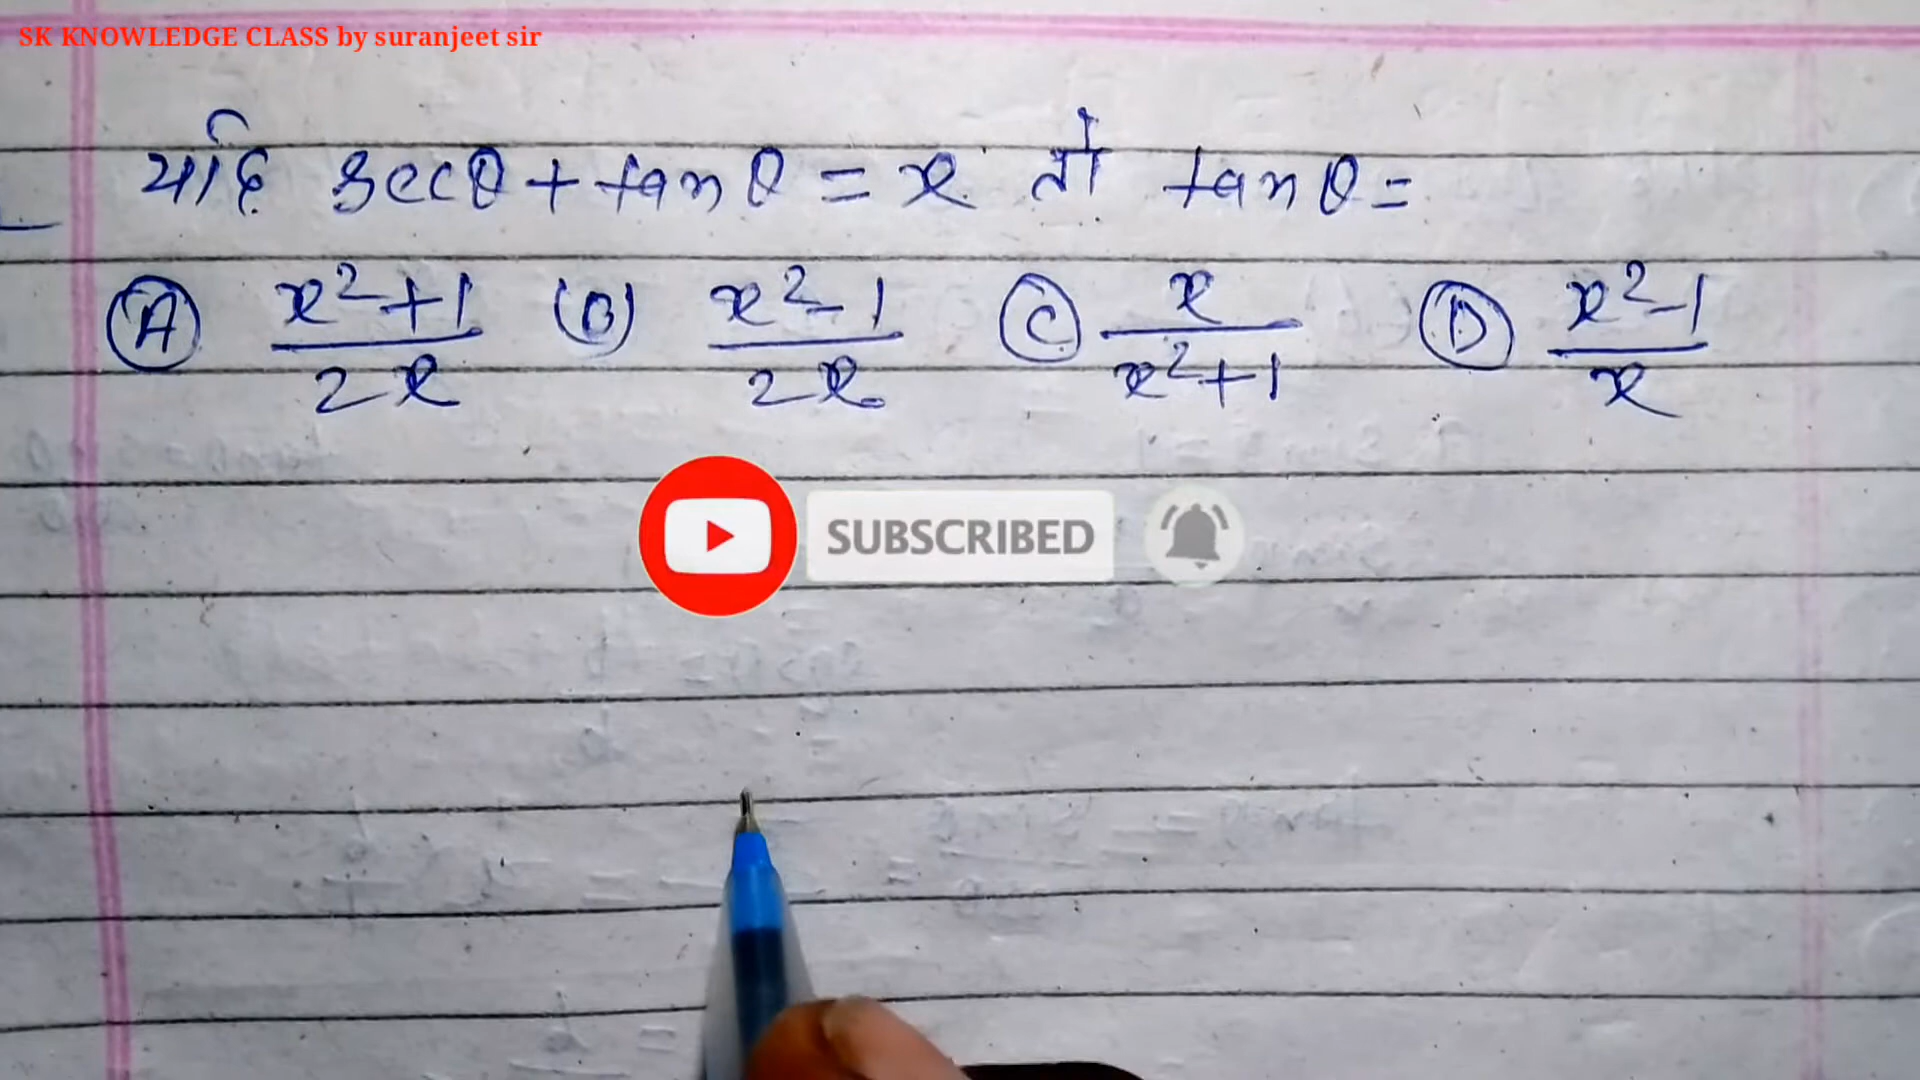 SK KNOWLEDGE CLASS by suranjeet sir
यदि secθ + tanθ = x तो tanθ =
(A) x²+1/2x (B) x²-1/2x (C) x/x²+1 (D) x²-1/x
SUBSCRIBED